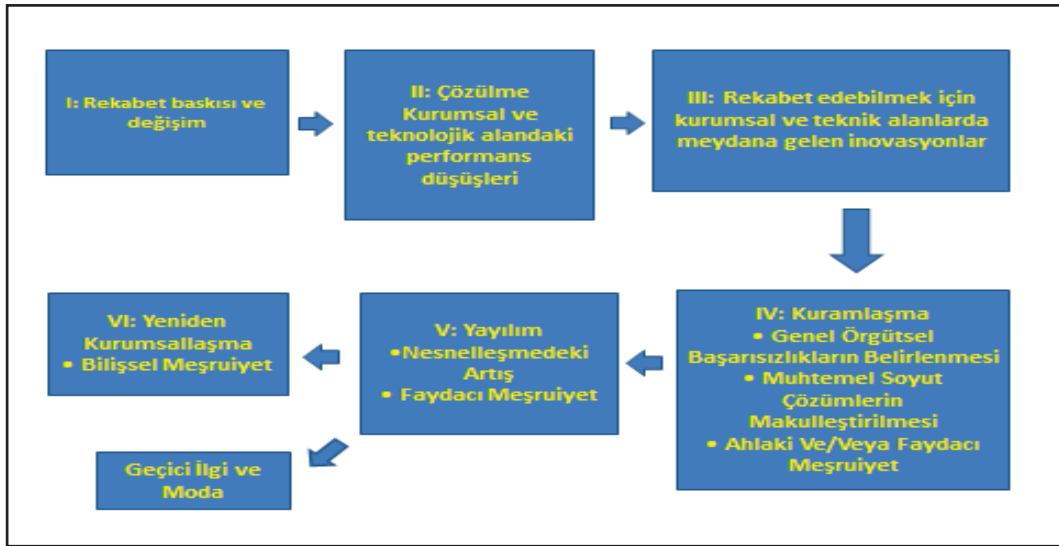 I: Rekabet baskısı ve
değişim
II: Çözülme
Kurumsal ve
teknolojik alandaki
performans
düşüşleri
III: Rekabet edebilmek için
kurumsal ve teknik alanlarda
meydana gelen inovasyonlar
IV: Kuramlaşma
• Genel Örgütsel
Başarısızlıkların Belirlenmesi
• Muhtemel Soyut
Çözümlerin
Makulleştirilmesi
• Ahlaki Ve/Veya Faydacı
Meşruiyet
V: Yayılım
•Nesnelleşmedeki
Artış
• Faydacı Meşruiyet
VI: Yeniden
Kurumsallaşma
• Bilişsel Meşruiyet
Geçici İlgi ve
Moda